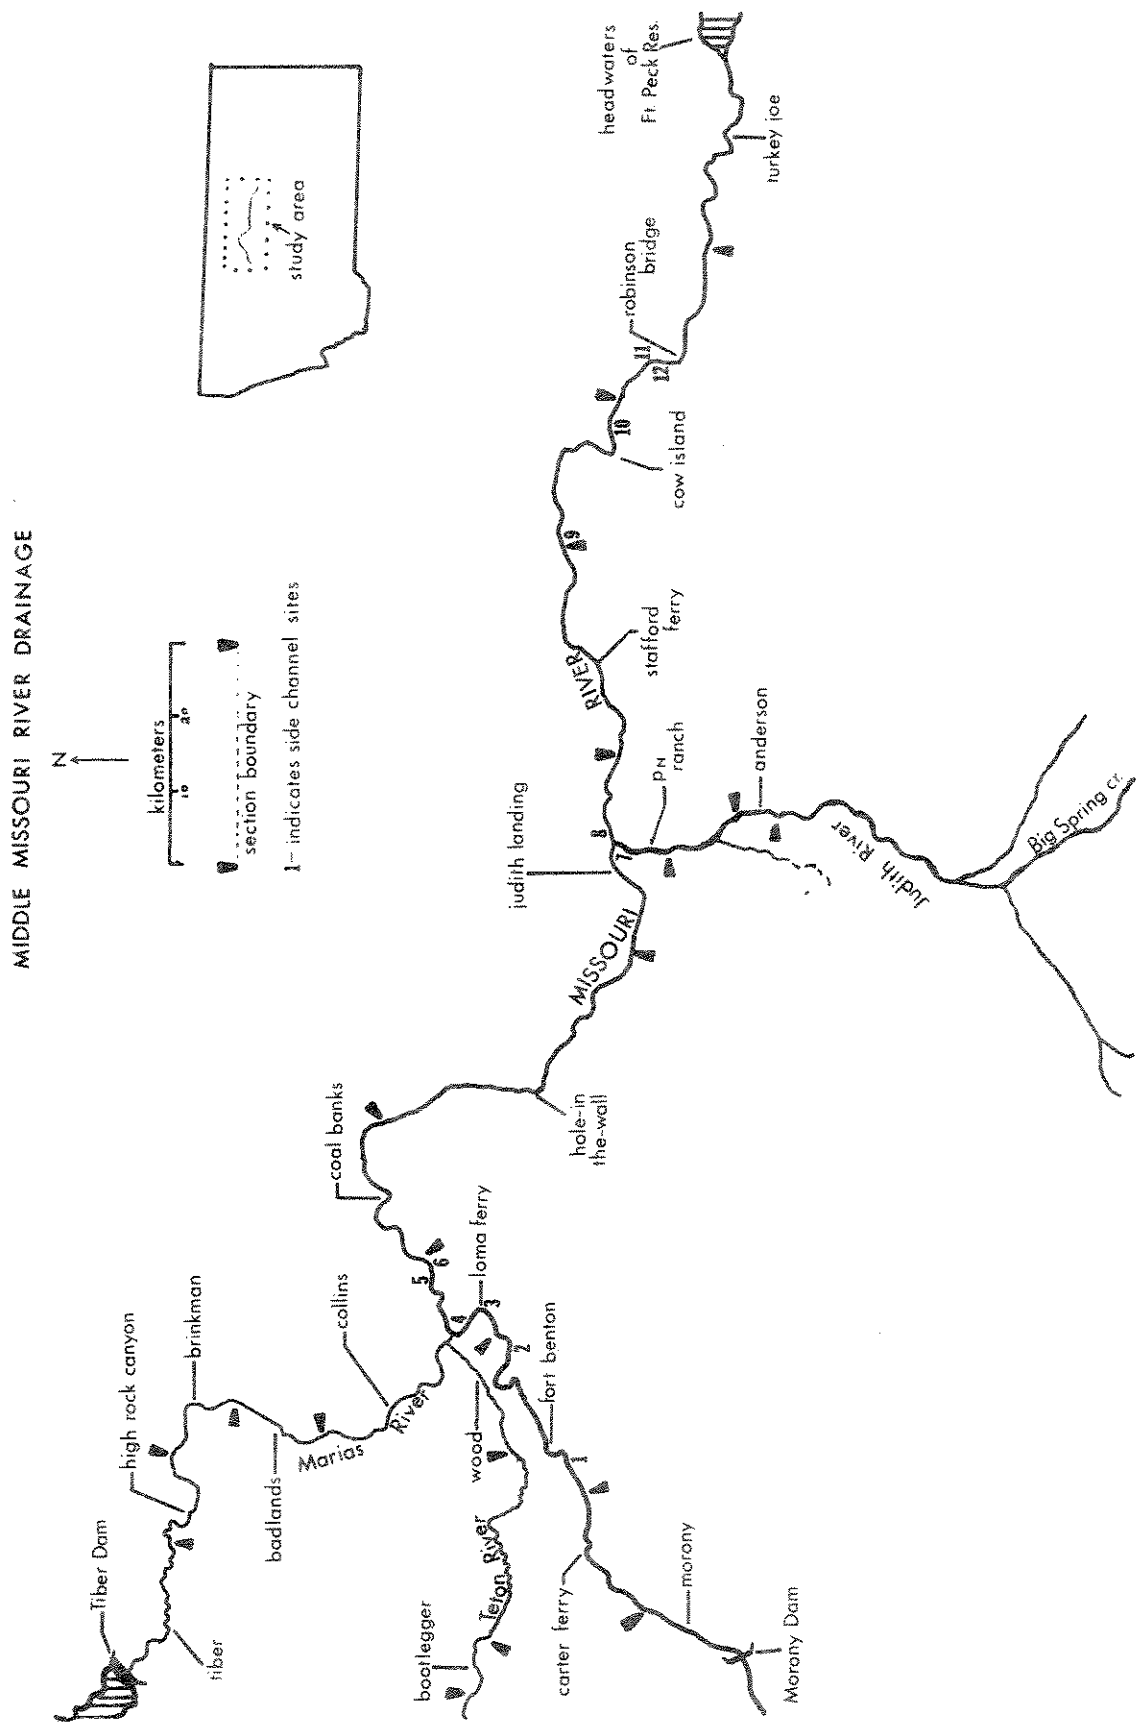 MIDDLE MISSOURI RIVER DRAINAGE
N
kilometers
10
20
section boundary
1- indicates side channel sites
study area
Tiber Dam
tiber
high rock canyon
brinkman
badlands
Marias River
collins
bootlegger
Teton River
wood
coal banks
5
6
loma ferry
3
2
fort benton
1
carter ferry
morony
Morony Dam
hole-in
the-wall
MISSOURI RIVER
judith landing
7
8
PN
ranch
anderson
Judith River
Big Spring cr.
stafford
ferry
9
cow island
10
11
12
robinson
bridge
turkey joe
headwaters
of
Ft. Peck Res.